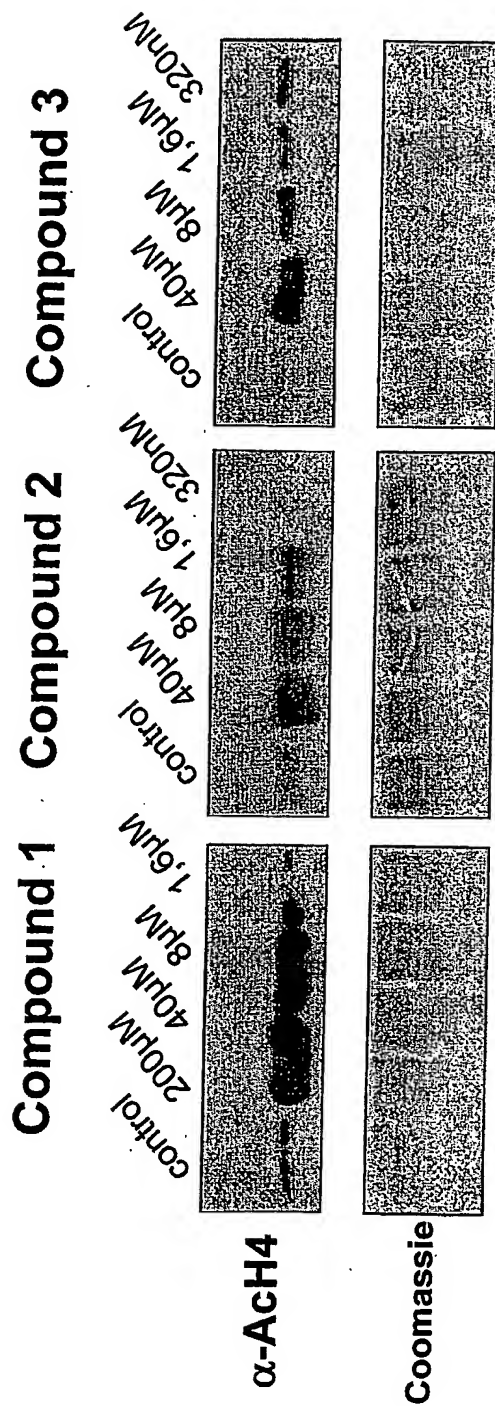 Compound 1
control
200µM
40µM
8µM
1,6µM
Compound 2
control
40µM
8µM
1,6µM
320nM
Compound 3
control
40µM
8µM
1,6µM
320nM
α-AcH4
Coomassie